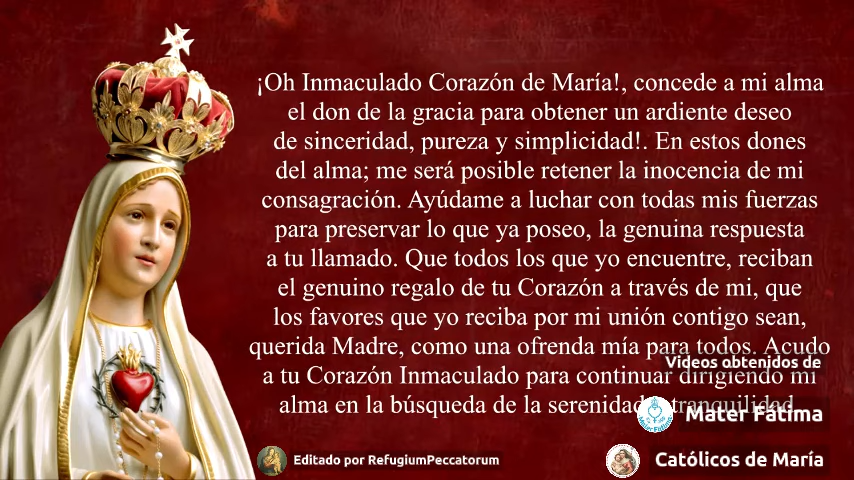 ¡Oh Inmaculado Corazón de María!, concede a mi alma
el don de la gracia para obtener un ardiente deseo
de sinceridad, pureza y simplicidad!. En estos dones
del alma; me será posible retener la inocencia de mi
consagración. Ayúdame a luchar con todas mis fuerzas
para preservar lo que ya poseo, la genuina respuesta
a tu llamado. Que todos los que yo encuentre, reciban
el genuino regalo de tu Corazón a través de mi, que
los favores que yo reciba por mi unión contigo sean,
querida Madre, como una ofrenda mía para todos. Acudo
a tu Corazón Inmaculado para continuar dirigiendo mi
alma en la búsqueda de la serenidad tranquilidad
Vídeos obtenidos de
Mater Fátima
Católicos de María
Editado por RefugiumPeccatorum